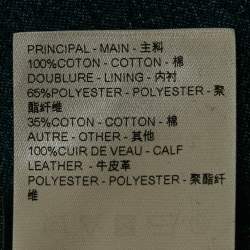 PRINCIPAL - MAIN - 主料
100%COTON - COTTON - 棉
DOUBLURE - LINING - 内衬
65%POLYESTER - POLYESTER - 聚
酯纤维
35%COTON - COTTON - 棉
AUTRE - OTHER - 其他
100%CUIR DE VEAU - CALF
LEATHER - 牛皮革
POLYESTER - POLYESTER - 聚酯纤
维